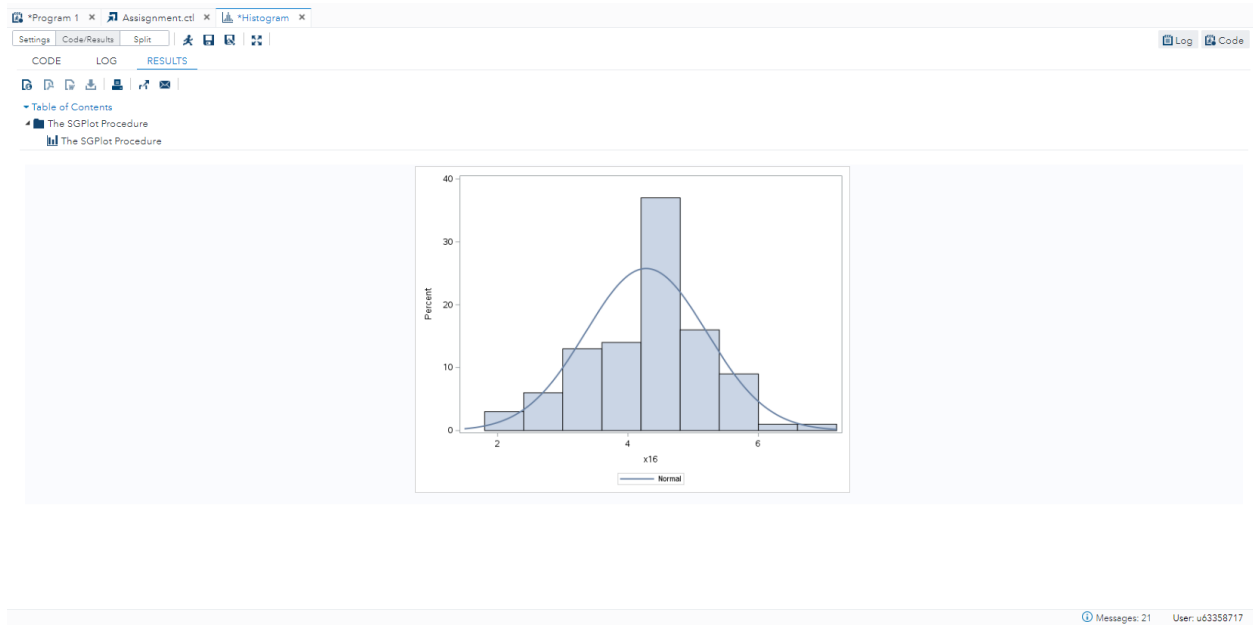 *Program 1 × Assisgnment.ctl × *Histogram ×
Settings Code/Results Split Log Code
CODE LOG RESULTS
Table of Contents
The SGPlot Procedure
The SGPlot Procedure
40
30
20
10
0
Percent
2 4 6
x16
Normal
Messages: 21 User: u63358717